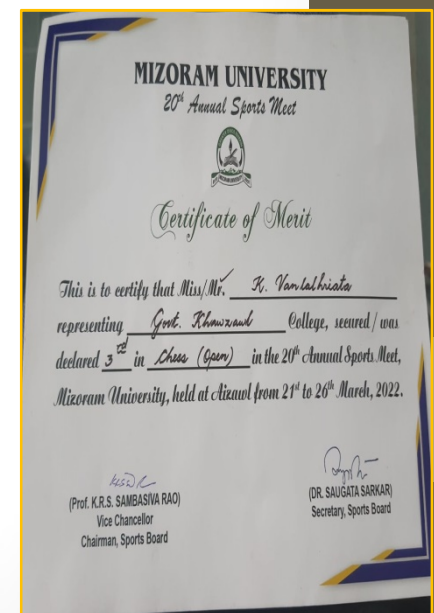 MIZORAM UNIVERSITY
20th Annual Sports Meet
Certificate of Merit
This is to certify that Miss/Mr. K. Vanlalhriata
representing Govt. Khawzawl College, secured / was
declared 3rd in Chess (Open) in the 20th Annual Sports Meet,
Mizoram University, held at Aizawl from 21st to 26th March, 2022.
(Prof. K.R.S. SAMBASIVA RAO)
Vice Chancellor
Chairman, Sports Board
(DR. SAUGATA SARKAR)
Secretary, Sports Board